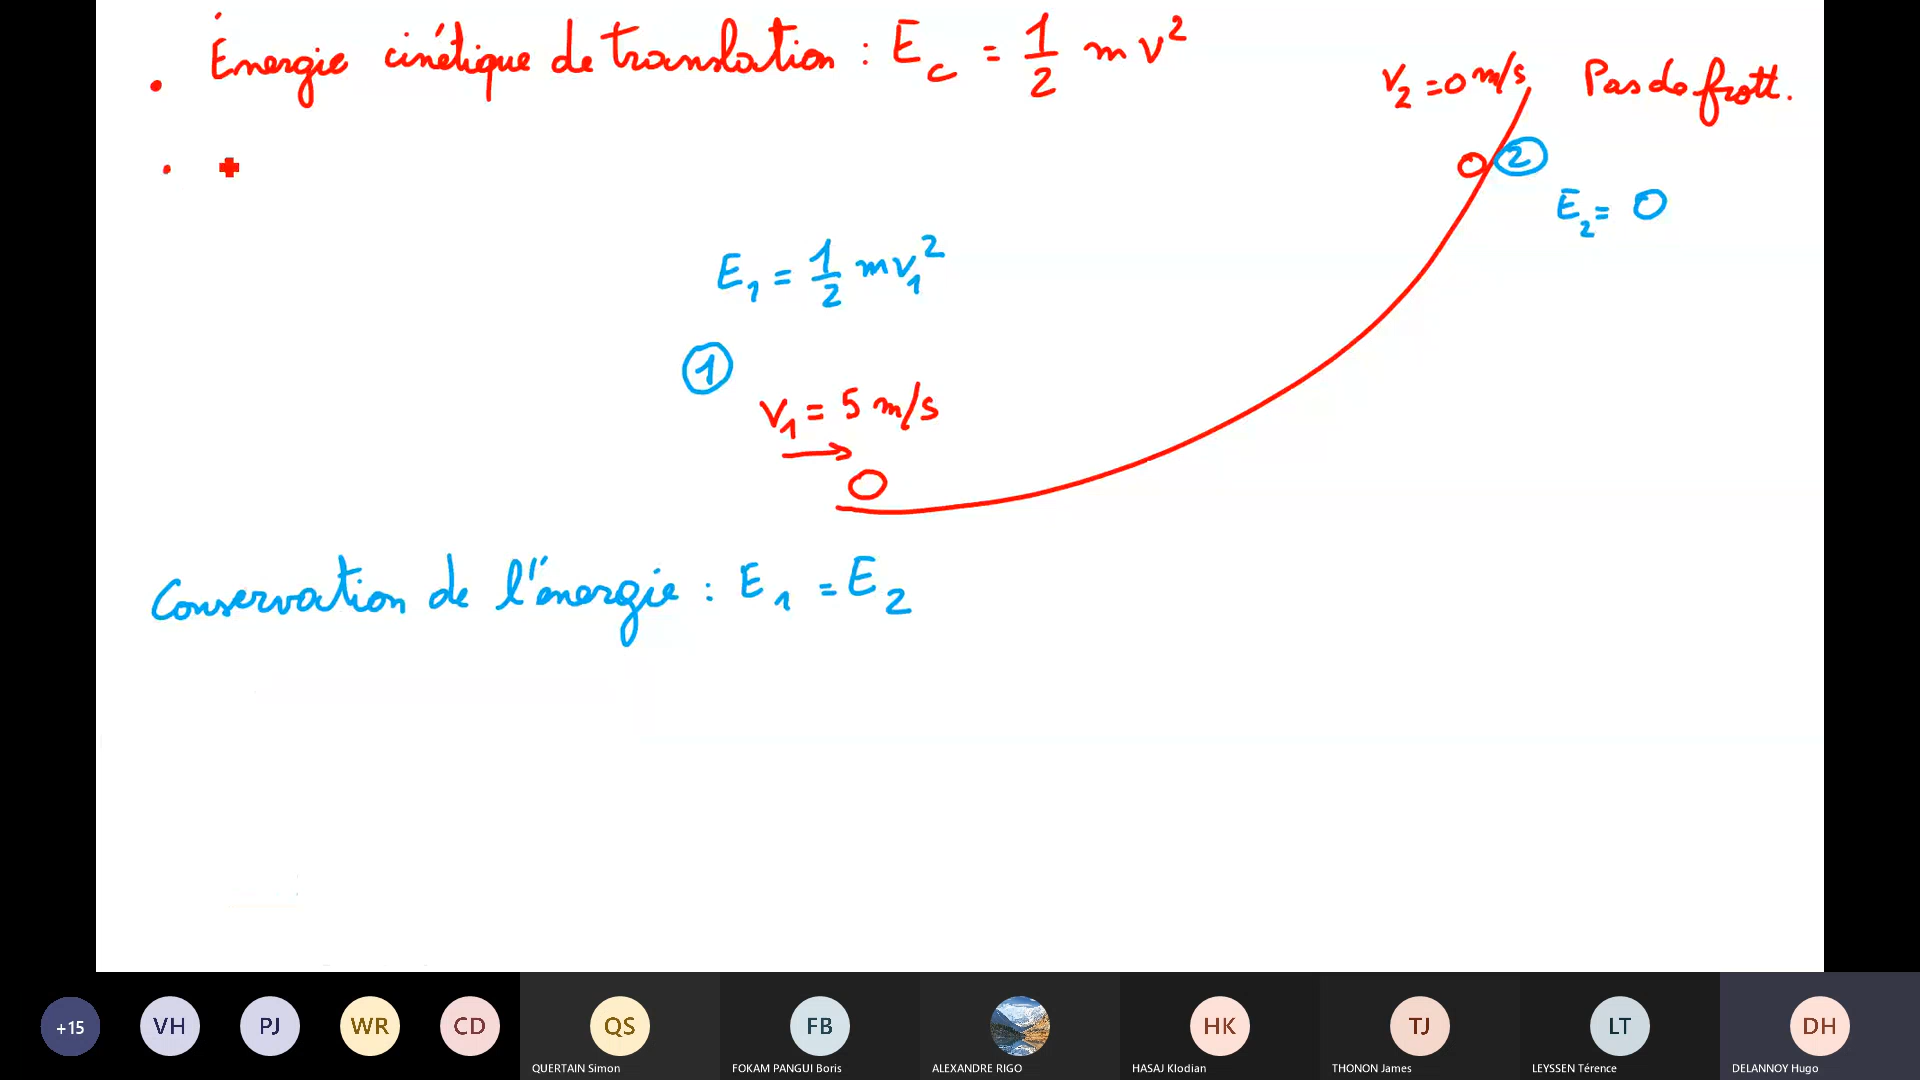 • Énergie cinétique de translation : E_c = 1/2 m v²
v₂ = 0 m/s Pas de frott.
•
②
E₂ = 0
E₁ = 1/2 m v₁²
①
v₁ = 5 m/s
Conservation de l'énergie : E₁ = E₂
+15
VH
PJ
WR
CD
QS
FB
HK
TJ
LT
DH
QUERTAIN Simon
FOKAM PANGUI Boris
ALEXANDRE RIGO
HASAJ Klodian
THONON James
LEYSSEN Térence
DELANNOY Hugo